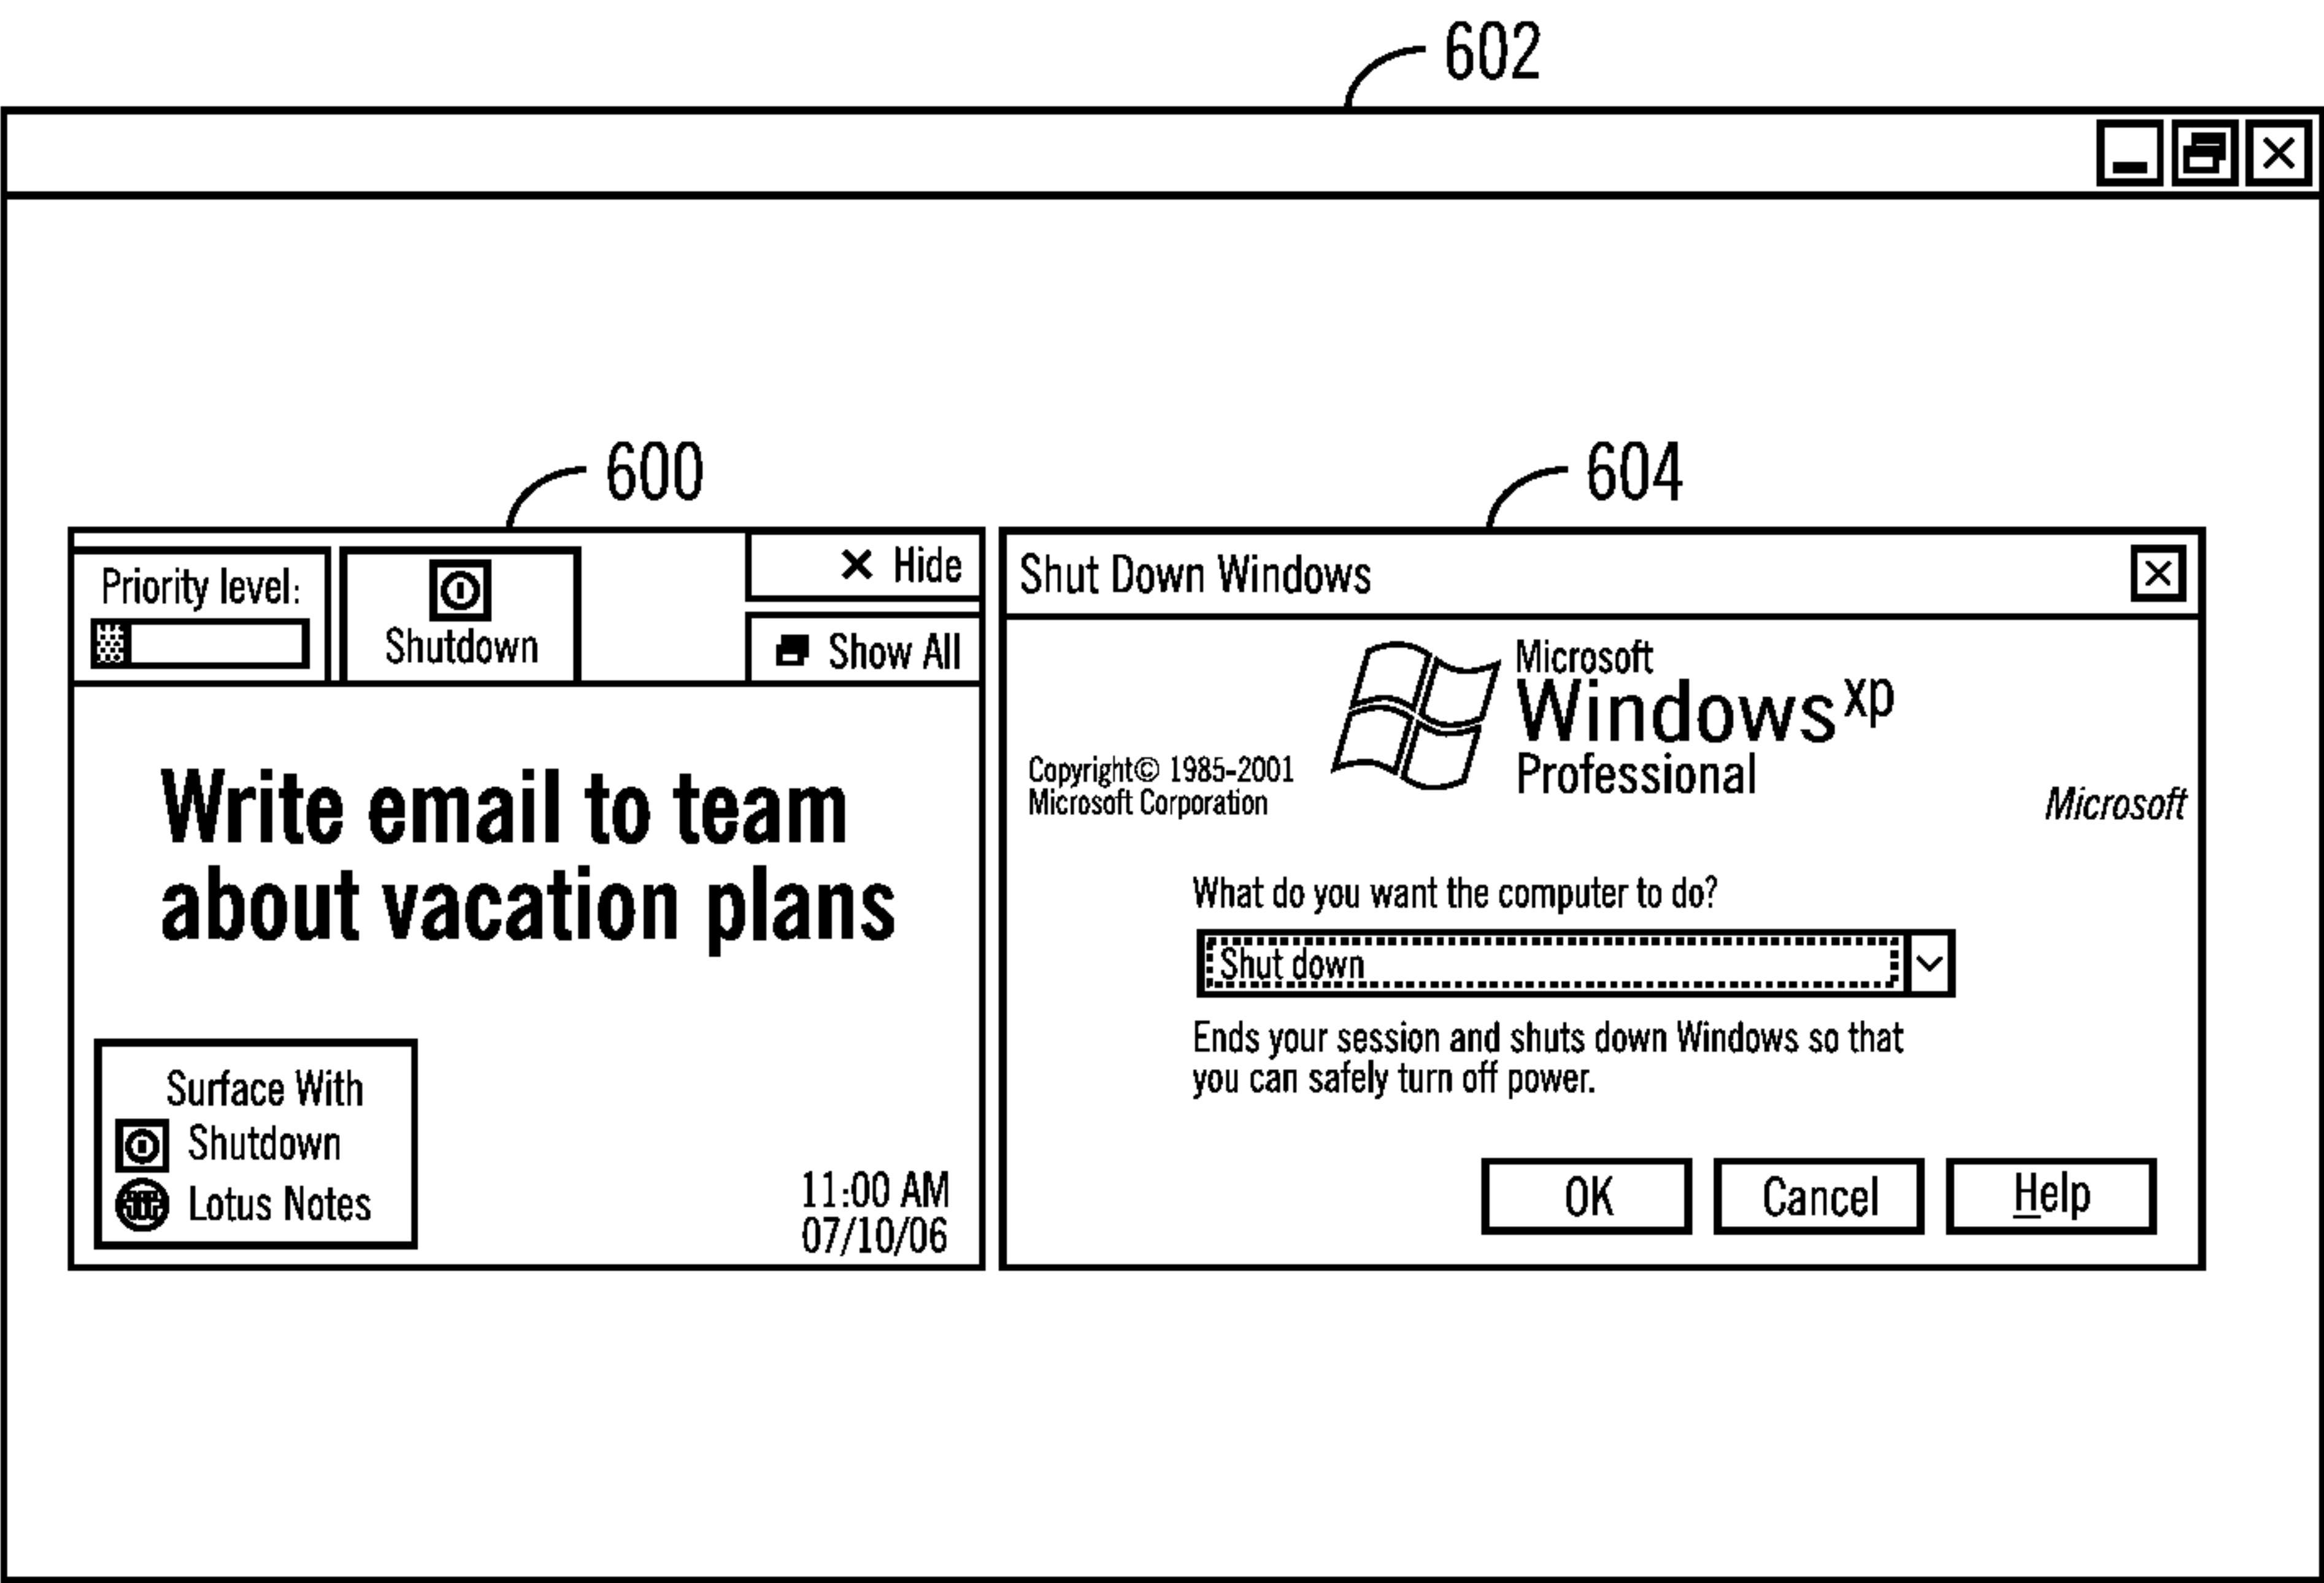 602
600
604
Priority level:
Shutdown
Hide
Show All
Write email to team
about vacation plans
Surface With
Shutdown
Lotus Notes
11:00 AM
07/10/06
Shut Down Windows
Microsoft
Windows xp
Professional
Copyright© 1985-2001
Microsoft Corporation
Microsoft
What do you want the computer to do?
Shut down
Ends your session and shuts down Windows so that
you can safely turn off power.
OK
Cancel
Help